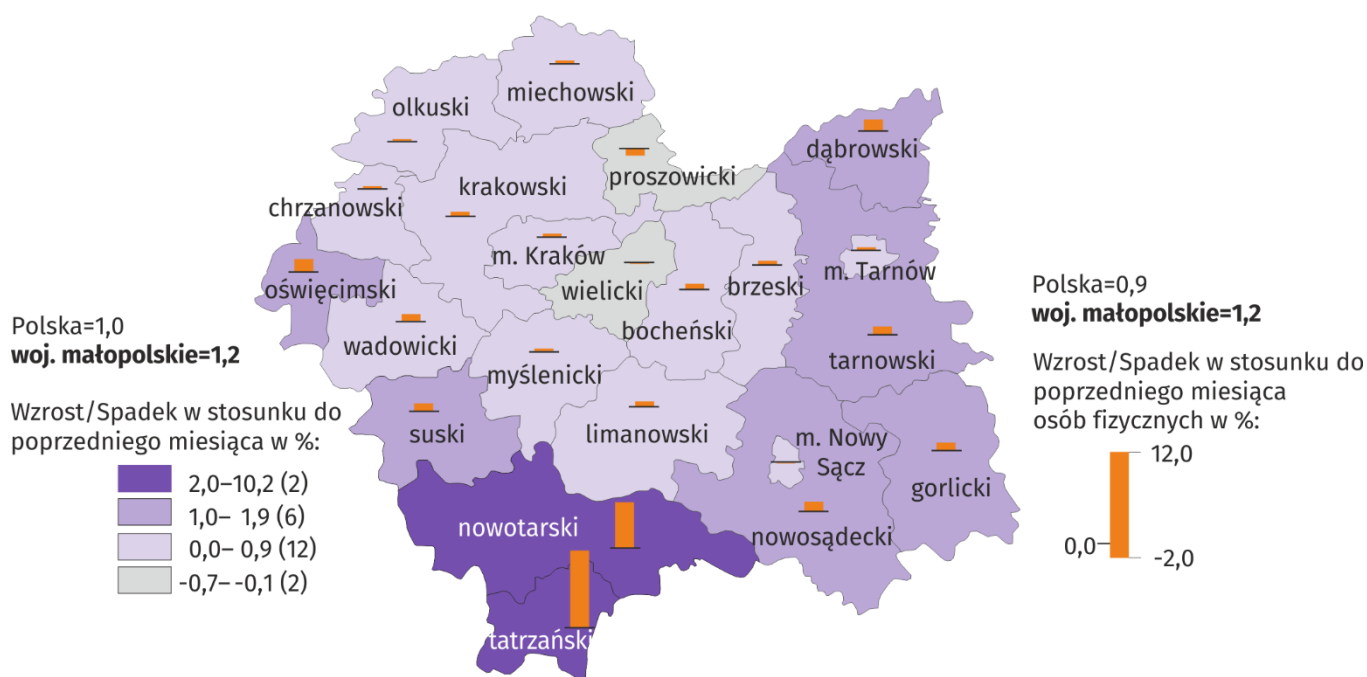 miechowski
olkuski
dąbrowski
proszowicki
krakowski
chrzanowski
m. Kraków
m. Tarnów
oświęcimski
wielicki
brzeski
bocheński
wadowicki
tarnowski
myślenicki
suski
limanowski
m. Nowy
Sącz
gorlicki
nowotarski
nowosądecki
tatrzański
Polska=1,0
woj. małopolskie=1,2
Wzrost/Spadek w stosunku do
poprzedniego miesiąca w %:
2,0–10,2 (2)
1,0– 1,9 (6)
0,0– 0,9 (12)
-0,7– -0,1 (2)
Polska=0,9
woj. małopolskie=1,2
Wzrost/Spadek w stosunku do
poprzedniego miesiąca
osób fizycznych w %:
12,0
0,0
-2,0